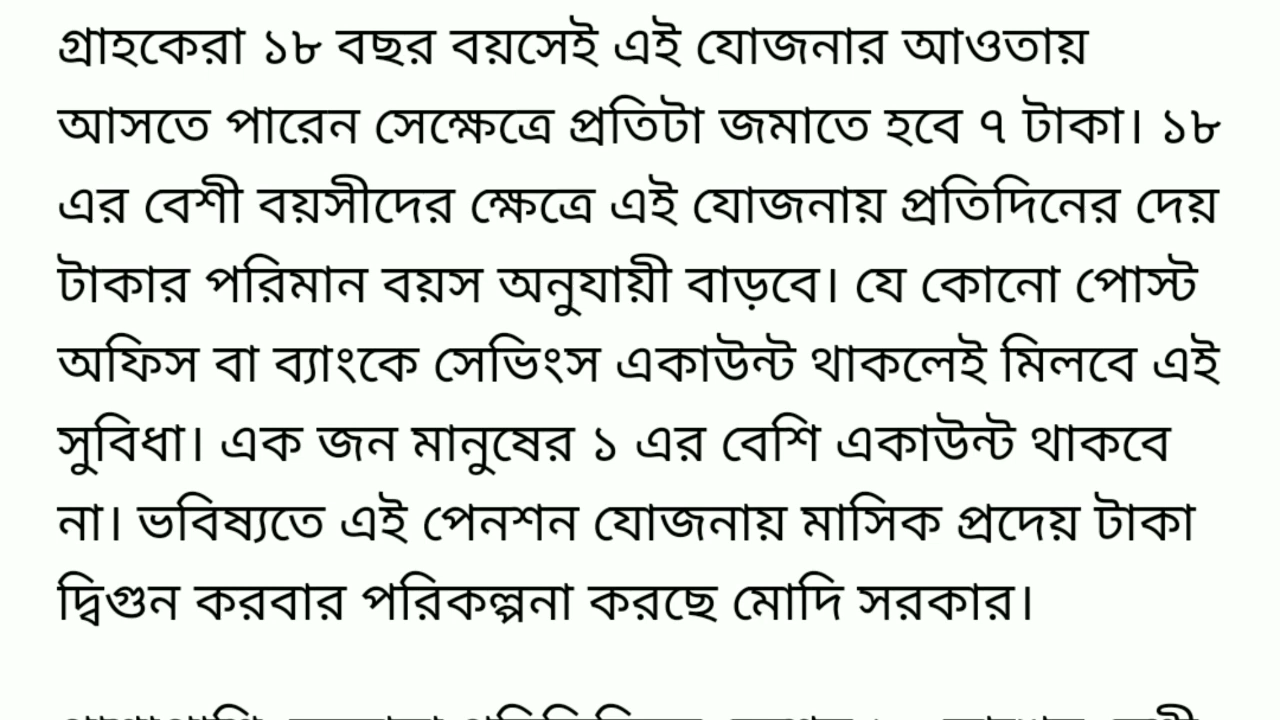 গ্রাহকেরা ১৮ বছর বয়সেই এই যোজনার আওতায়
আসতে পারেন সেক্ষেত্রে প্রতিটা জমাতে হবে ৭ টাকা। ১৮
এর বেশী বয়সীদের ক্ষেত্রে এই যোজনায় প্রতিদিনের দেয়
টাকার পরিমান বয়স অনুযায়ী বাড়বে। যে কোনো পোস্ট
অফিস বা ব্যাংকে সেভিংস একাউন্ট থাকলেই মিলবে এই
সুবিধা। এক জন মানুষের ১ এর বেশি একাউন্ট থাকবে
না। ভবিষ্যতে এই পেনশন যোজনায় মাসিক প্রদেয় টাকা
দ্বিগুন করবার পরিকল্পনা করছে মোদি সরকার।